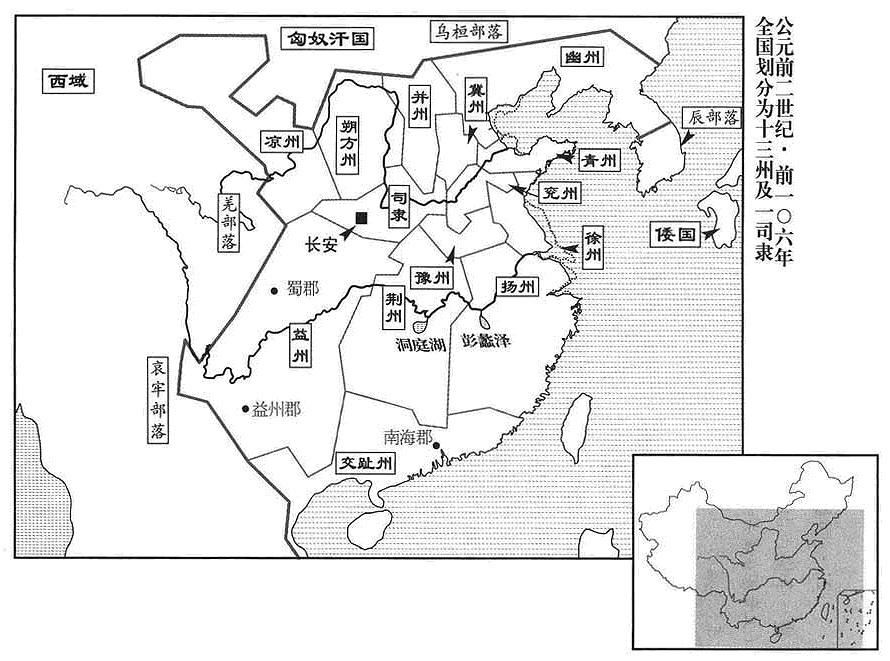 公元前二世纪·前一〇六年
全国划分为十三州及一司隶
匈奴汗国
乌桓部落
西域
幽州
冀州
并州
朔方州
凉州
辰部落
青州
兖州
羌部落
司隶
长安
徐州
倭国
豫州
扬州
蜀郡
荆州
益州
洞庭湖
彭蠡泽
哀牢部落
益州郡
南海郡
交趾州